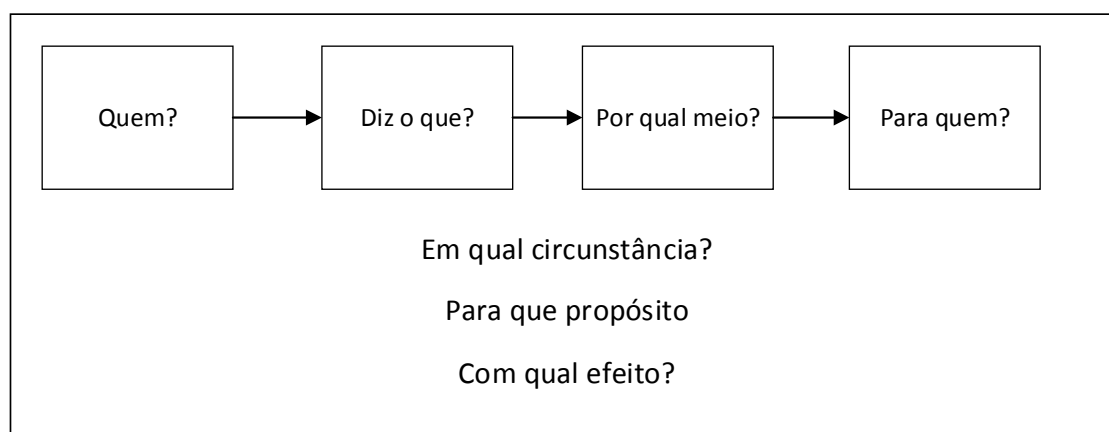 Quem?
Diz o que?
Por qual meio?
Para quem?
Em qual circunstância?
Para que propósito
Com qual efeito?